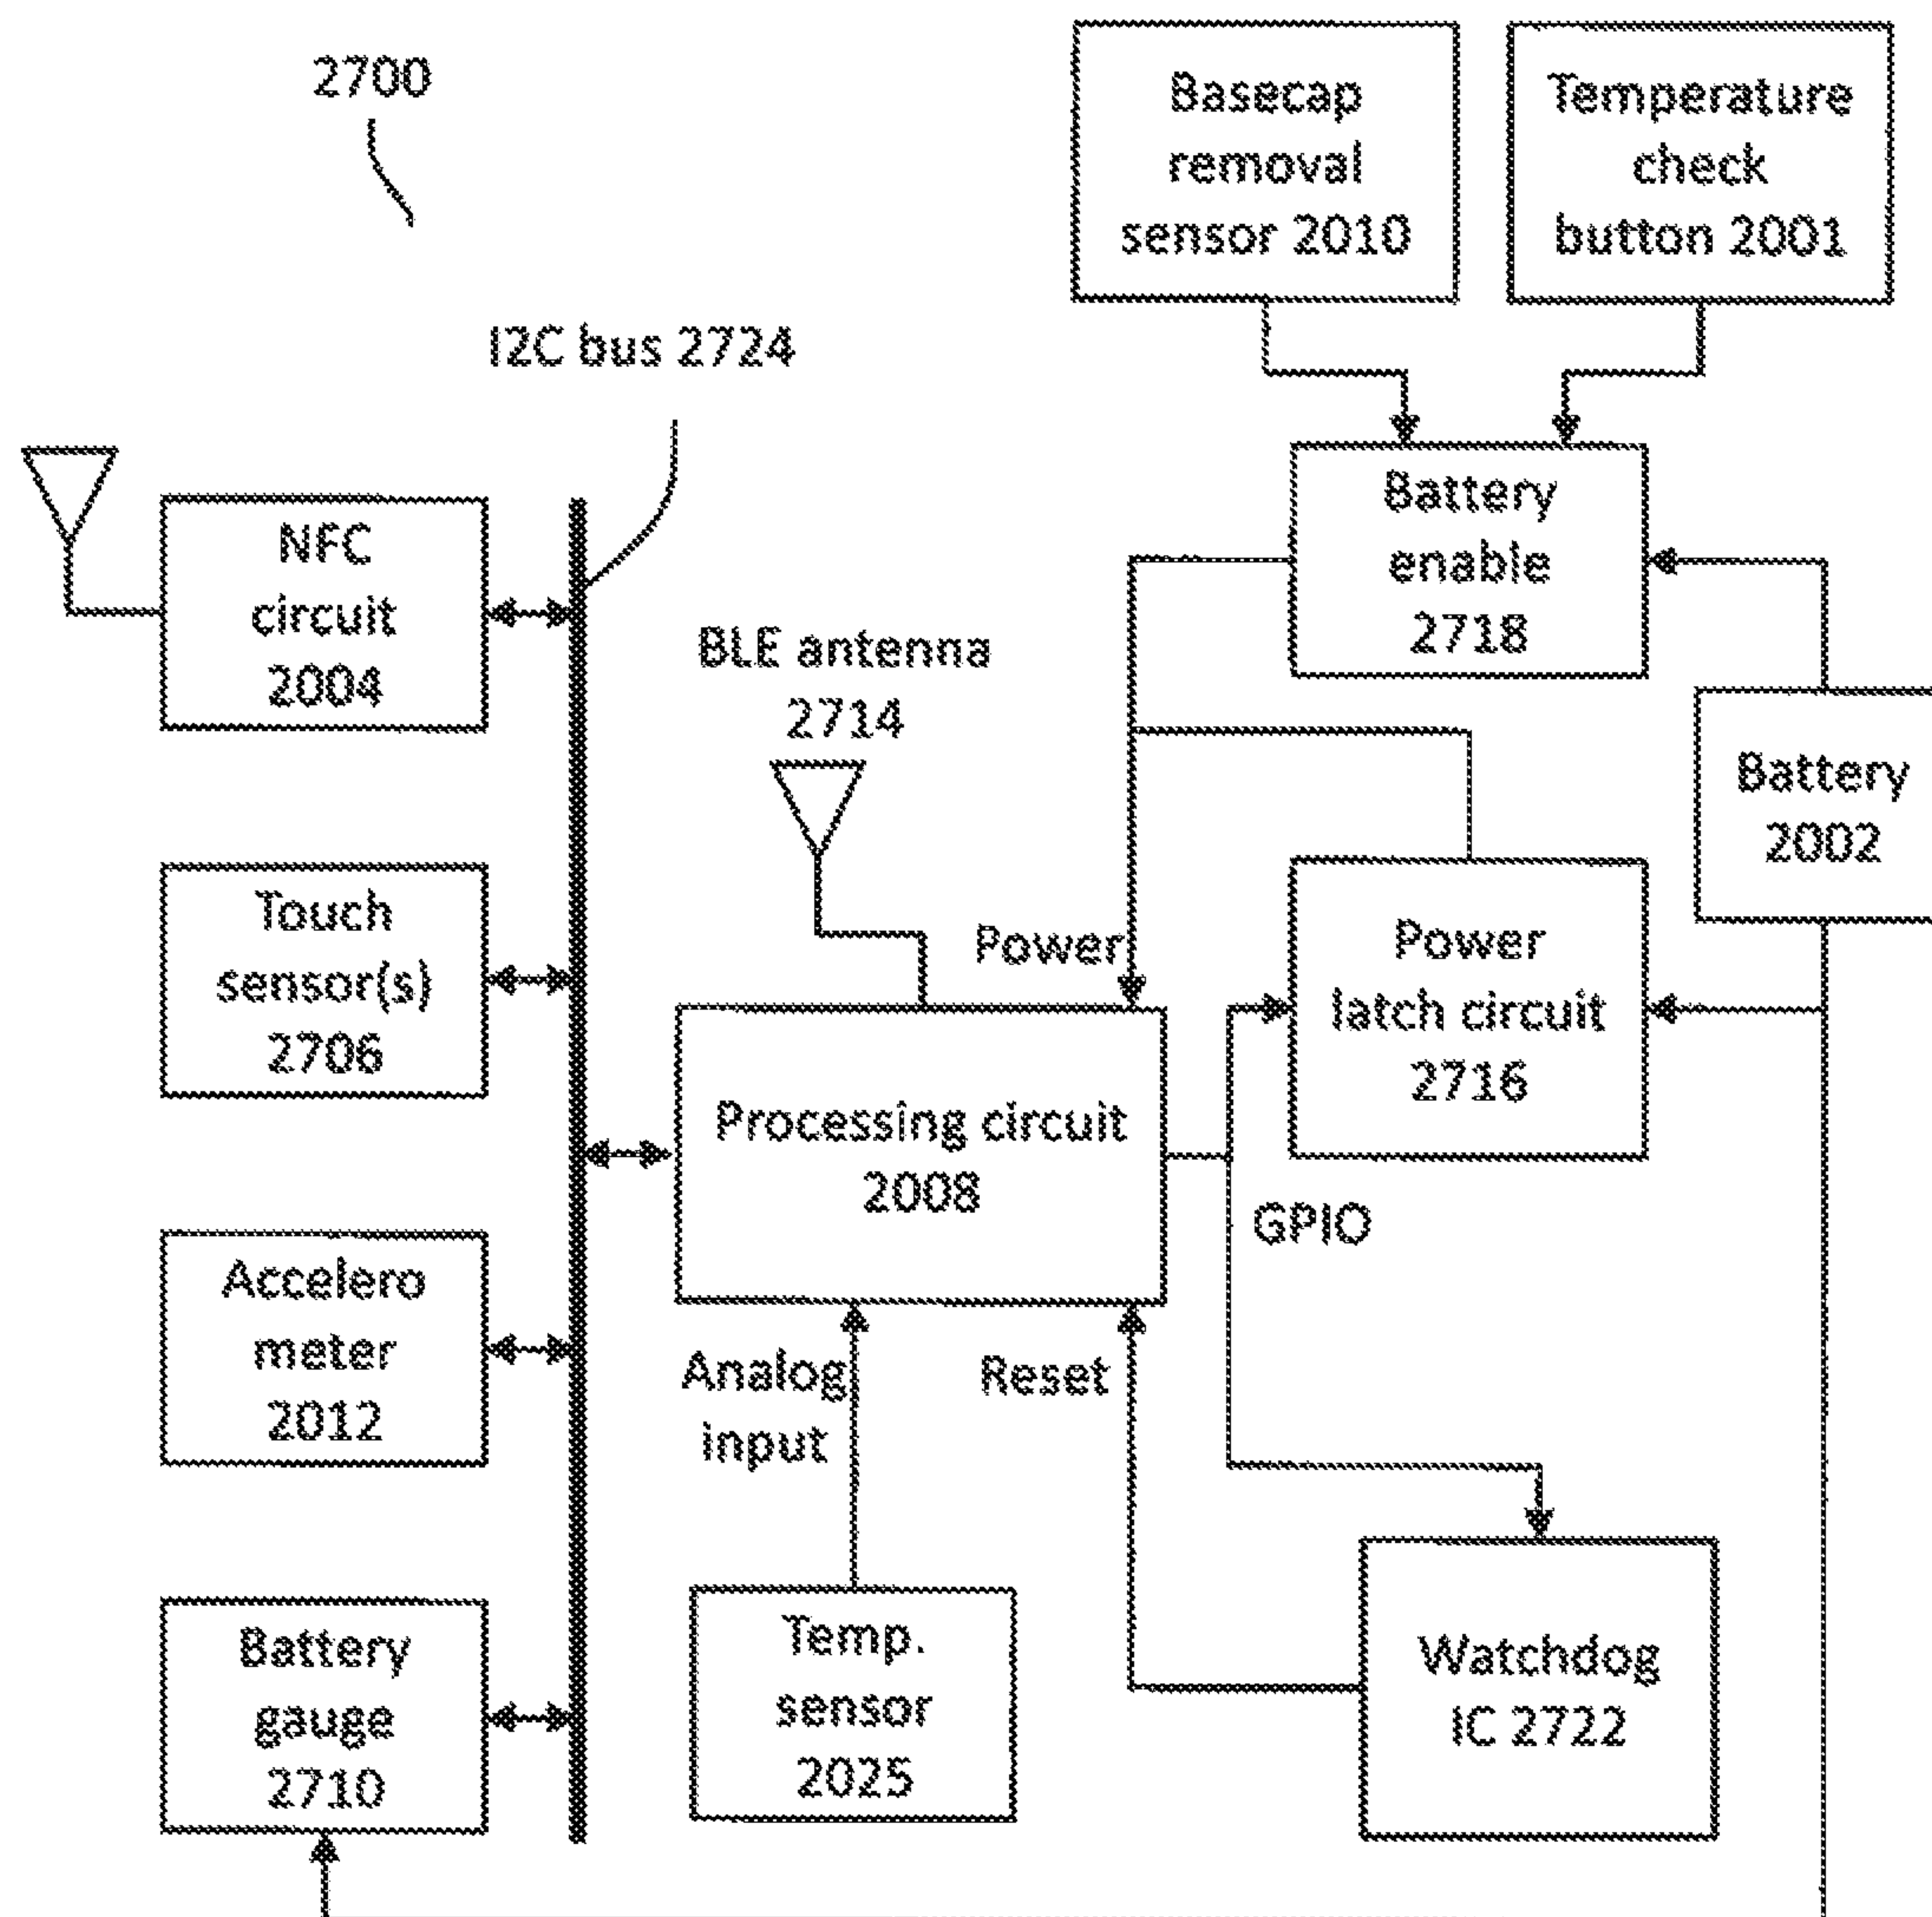 2700
Basecap
removal
sensor 2010
Temperature
check
button 2001
I2C bus 2724
NFC
circuit
2004
BLE antenna
2714
Battery
enable
2718
Battery
2002
Touch
sensor(s)
2706
Power
Power
latch circuit
2716
Processing circuit
2008
GPIO
Accelero
meter
2012
Analog
input
Reset
Battery
gauge
2710
Temp.
sensor
2025
Watchdog
IC 2722